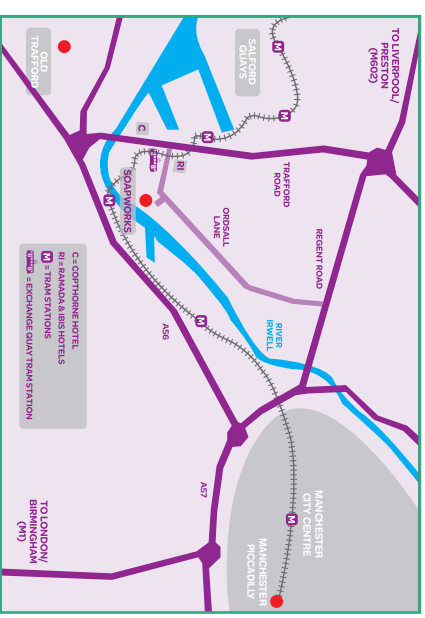 TO LIVERPOOL/
PRESTON
(M602)
SALFORD
QUAYS
M
OLD
TRAFFORD
M
M
C
RI
TRAFFORD
ROAD
SOAPWORKS
M
ORDSALL
LANE
REGENT ROAD
M
A56
RIVER
IRWELL
C = COPTHORNE HOTEL
RI = RAMADA & IBIS HOTELS
M = TRAM STATIONS
= EXCHANGE QUAY TRAM STATION
A57
M
MANCHESTER
CITY CENTRE
MANCHESTER
PICCADILLY
TO LONDON/
BIRMINGHAM
(M1)